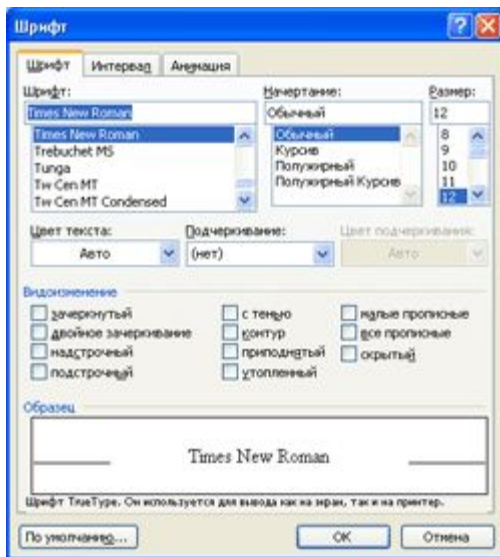 Шрифт
Шрифт Интервал Анимация
Шрифт: Начертание: Размер:
Times New Roman Обычный 12
Times New Roman Обычный 8
Trebuchet MS Курсив 9
Tunga Полужирный 10
Tw Cen MT Полужирный Курсив 11
Tw Cen MT Condensed 12
Цвет текста: Подчеркивание: Цвет подчеркивания:
Авто (нет) Авто
Видоизменение
зачеркнутый с тенью малые прописные
двойное зачеркивание контур все прописные
надстрочный приподнятый скрытый
подстрочный утопленный
Образец
Times New Roman
Шрифт TrueType. Он используется для вывода как на экран, так и на принтер.
По умолчанию... ОК Отмена